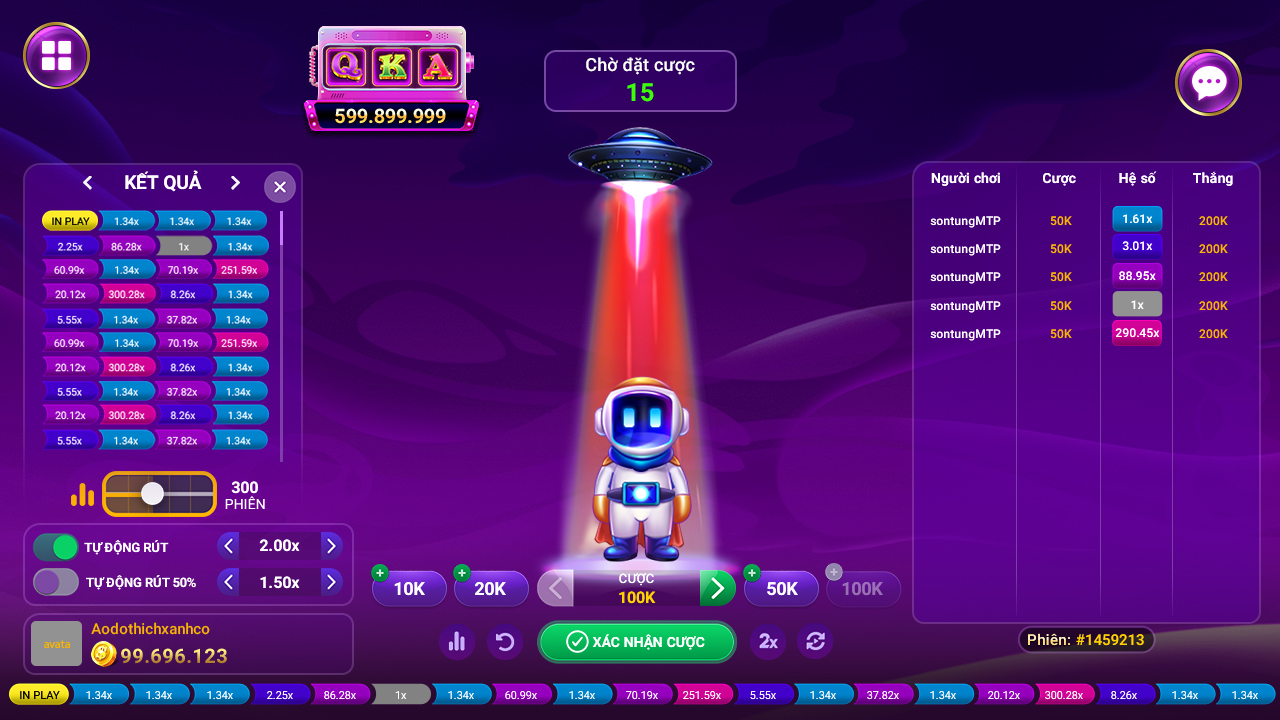 Q K A
599.899.999
Chờ đặt cược
15
KẾT QUẢ
IN PLAY 1.34x 1.34x 1.34x
2.25x 86.28x 1x 1.34x
60.99x 1.34x 70.19x 251.59x
20.12x 300.28x 8.26x 1.34x
5.55x 1.34x 37.82x 1.34x
60.99x 1.34x 70.19x 251.59x
20.12x 300.28x 8.26x 1.34x
5.55x 1.34x 37.82x 1.34x
20.12x 300.28x 8.26x 1.34x
5.55x 1.34x 37.82x 1.34x
300
PHIÊN
TỰ ĐỘNG RÚT 2.00x
TỰ ĐỘNG RÚT 50% 1.50x
avata
Aodothichxanhco
99.696.123
10K 20K
CƯỢC
100K
50K 100K
XÁC NHẬN CƯỢC
2x
Người chơi Cược Hệ số Thắng
sontungMTP 50K 1.61x 200K
sontungMTP 50K 3.01x 200K
sontungMTP 50K 88.95x 200K
sontungMTP 50K 1x 200K
sontungMTP 50K 290.45x 200K
Phiên: #1459213
IN PLAY 1.34x 1.34x 1.34x 2.25x 86.28x 1x 1.34x 60.99x 1.34x 70.19x 251.59x 5.55x 1.34x 37.82x 1.34x 20.12x 300.28x 8.26x 1.34x 1.34x